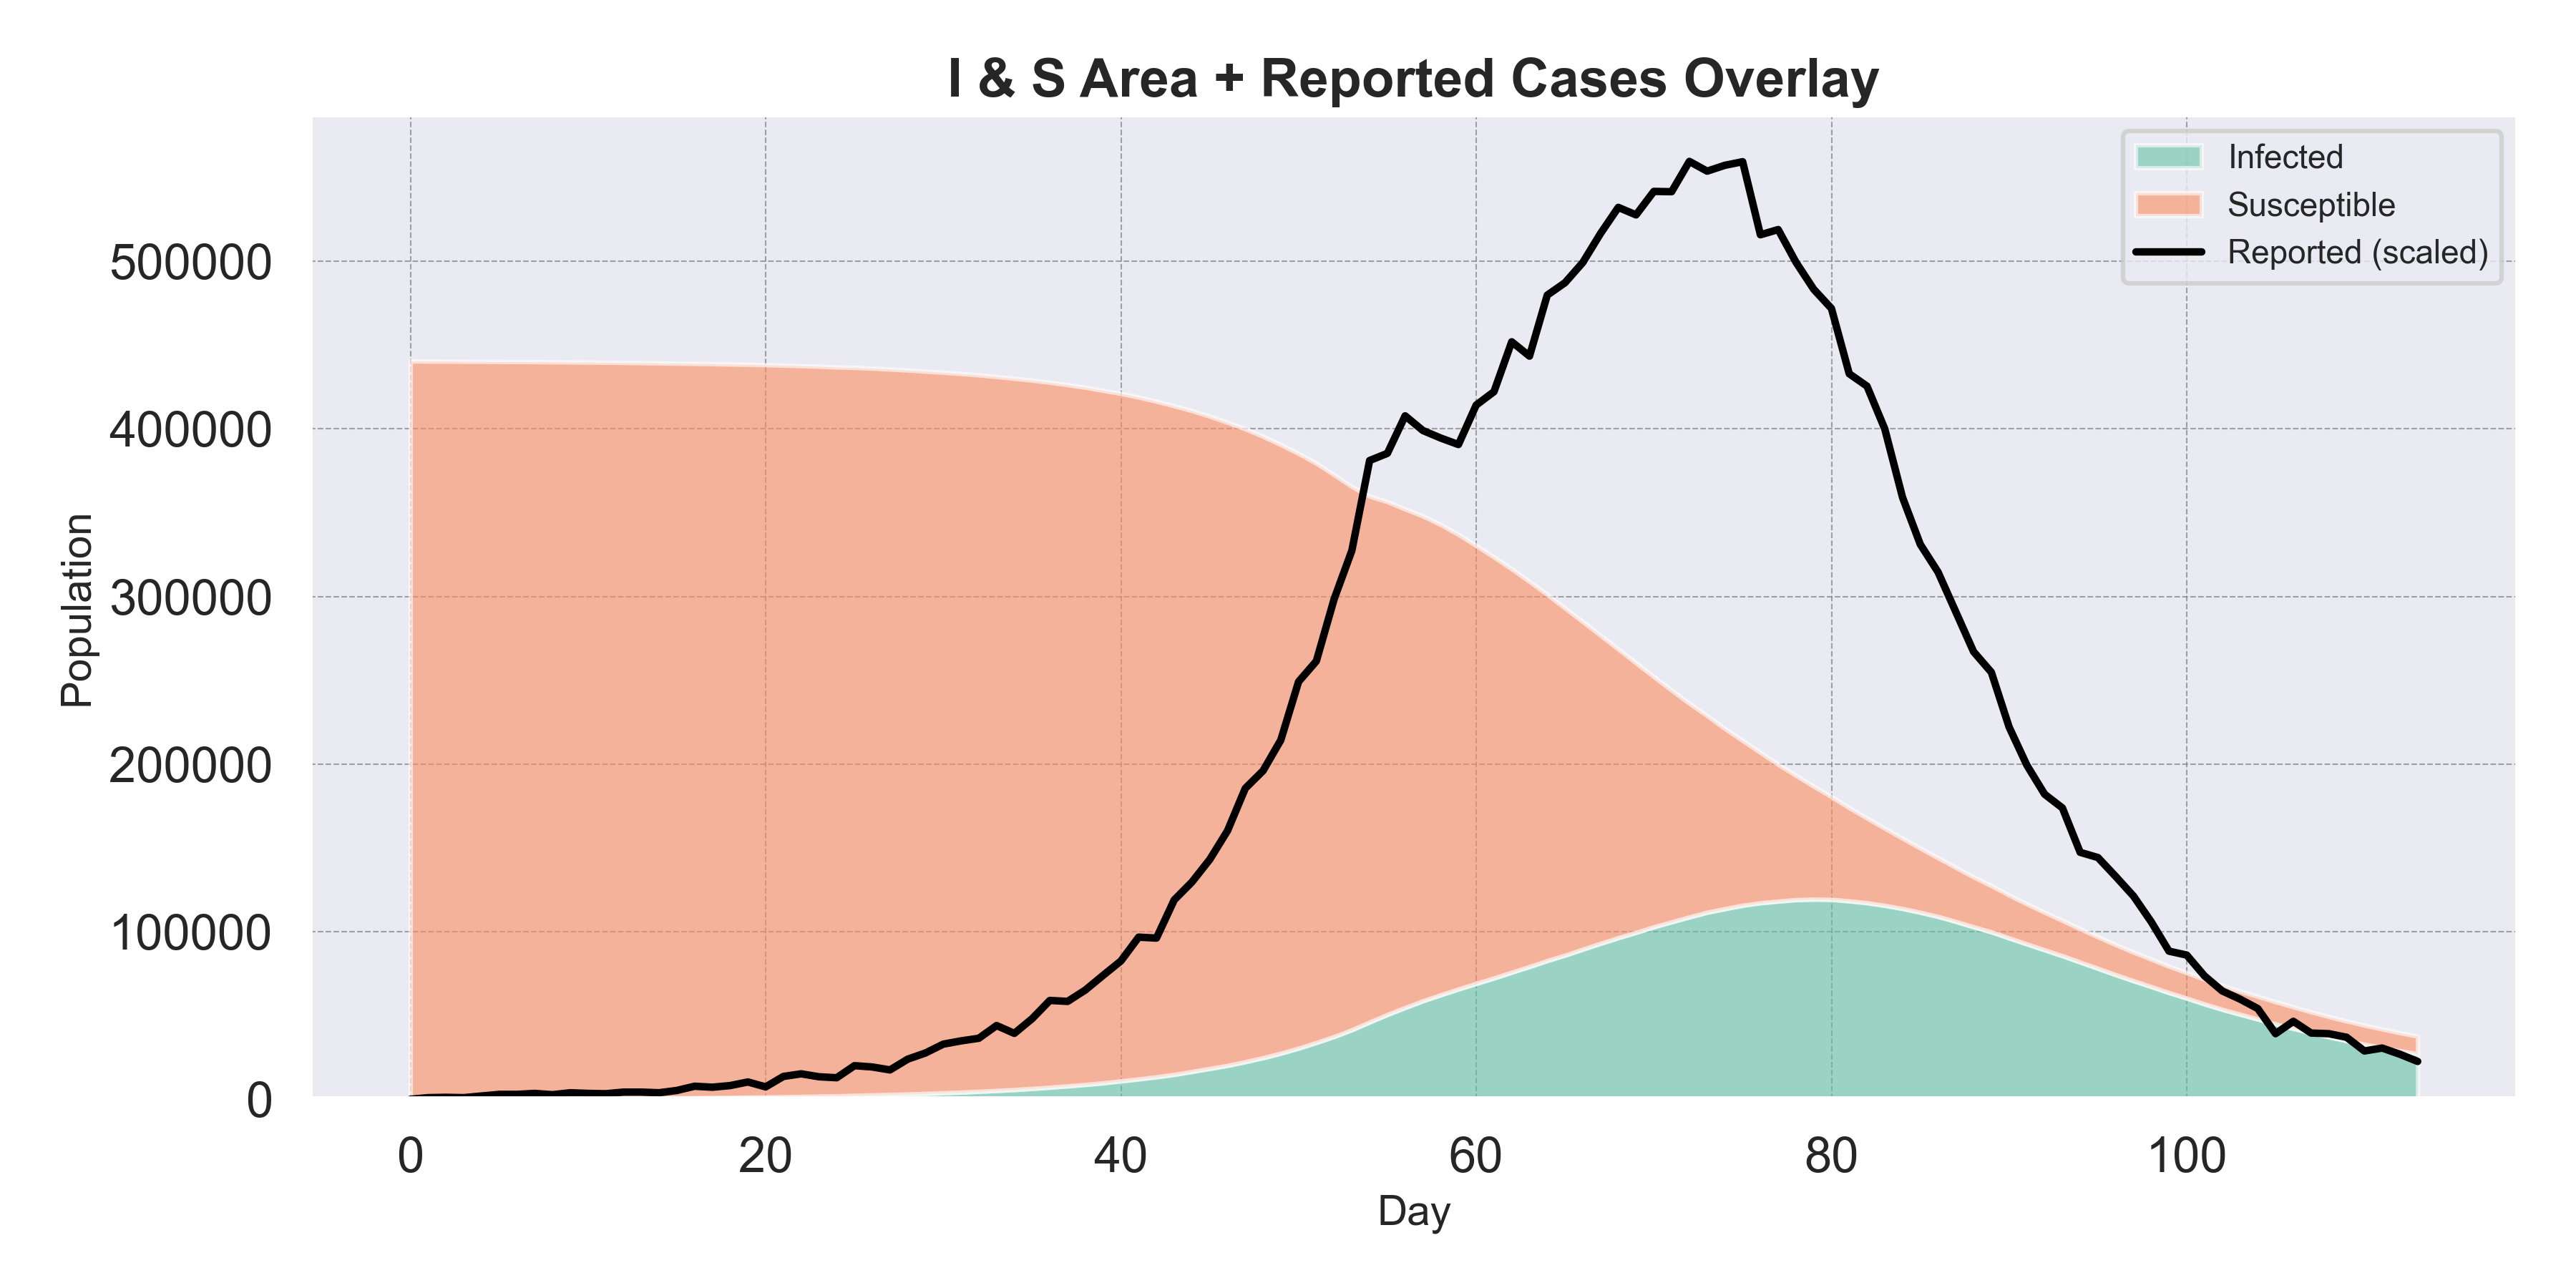 I & S Area + Reported Cases Overlay
Infected
Susceptible
Reported (scaled)
Population
500000
400000
300000
200000
100000
0
0 20 40 60 80 100
Day